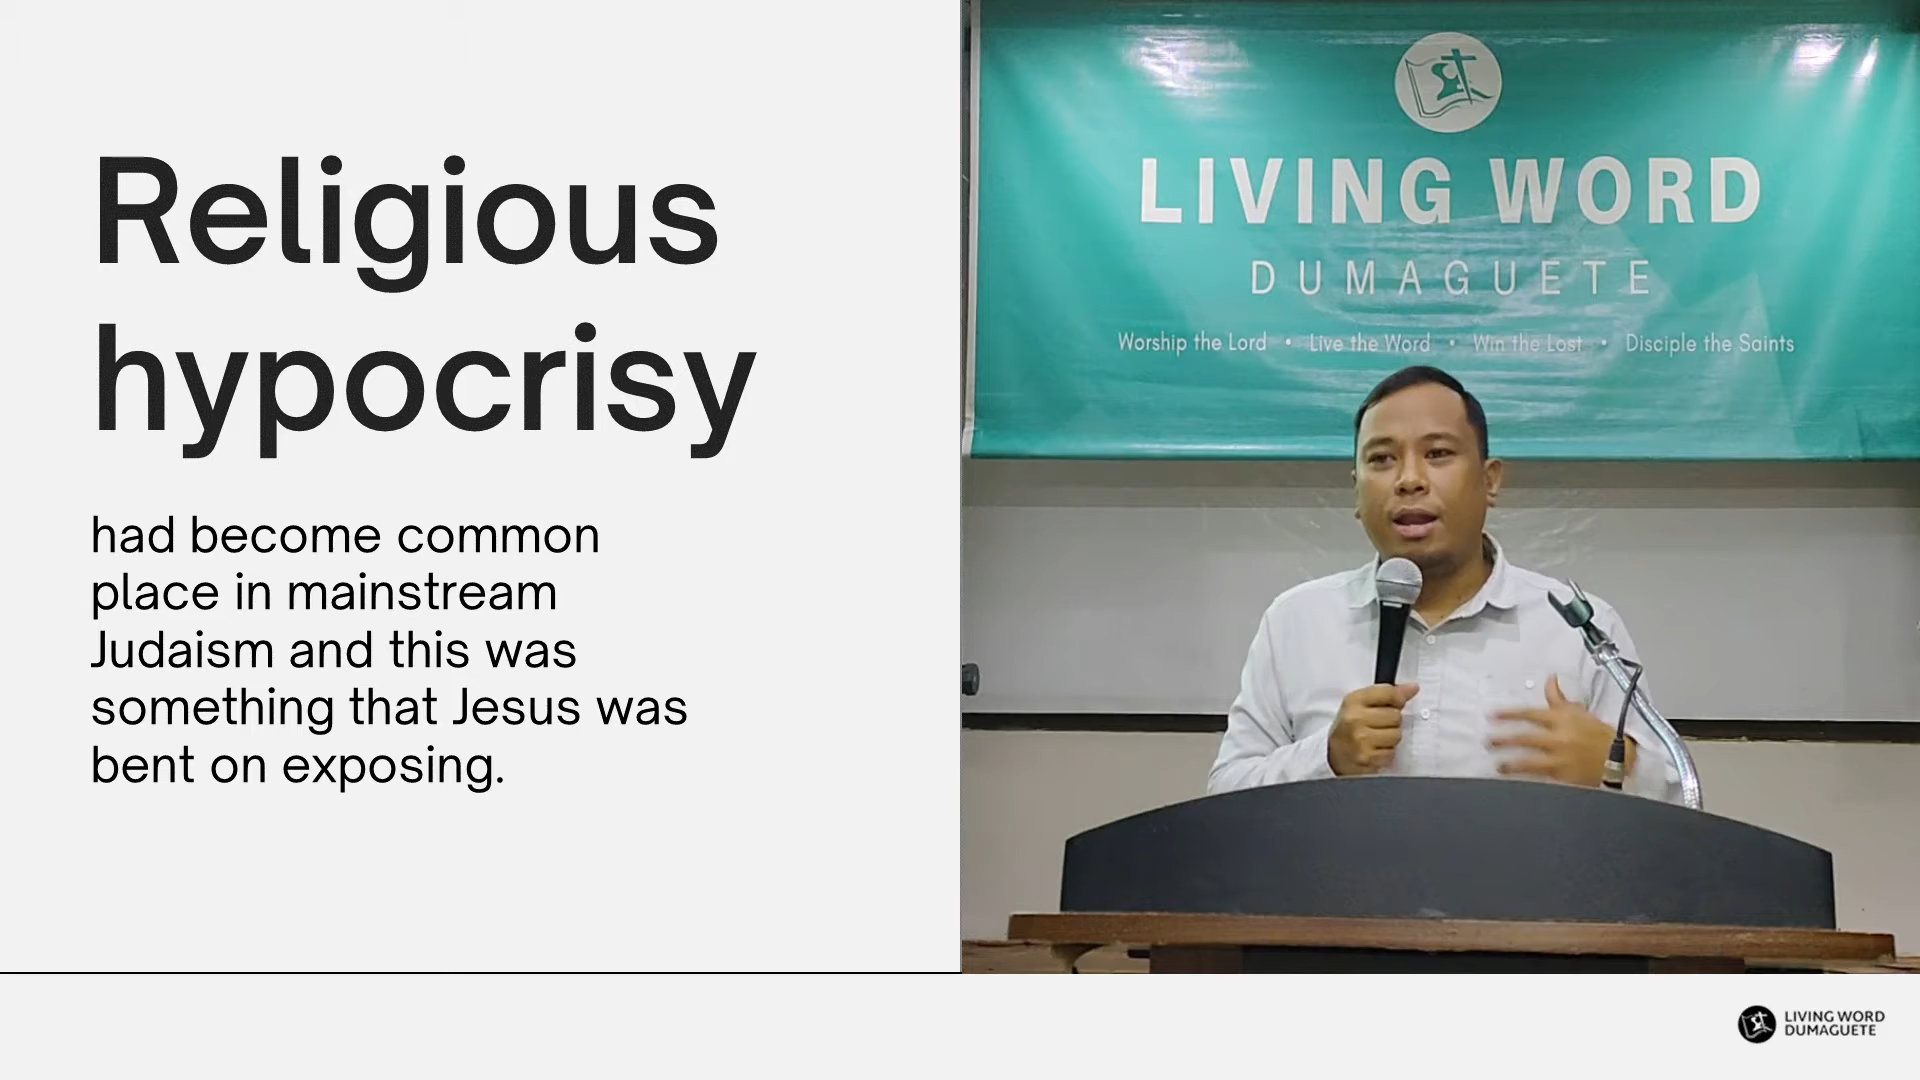 Religious
hypocrisy
had become common
place in mainstream
Judaism and this was
something that Jesus was
bent on exposing.
LIVING WORD
DUMAGUETE
Worship the Lord • Live the Word • Win the Lost • Disciple the Saints
LIVING WORD
DUMAGUETE